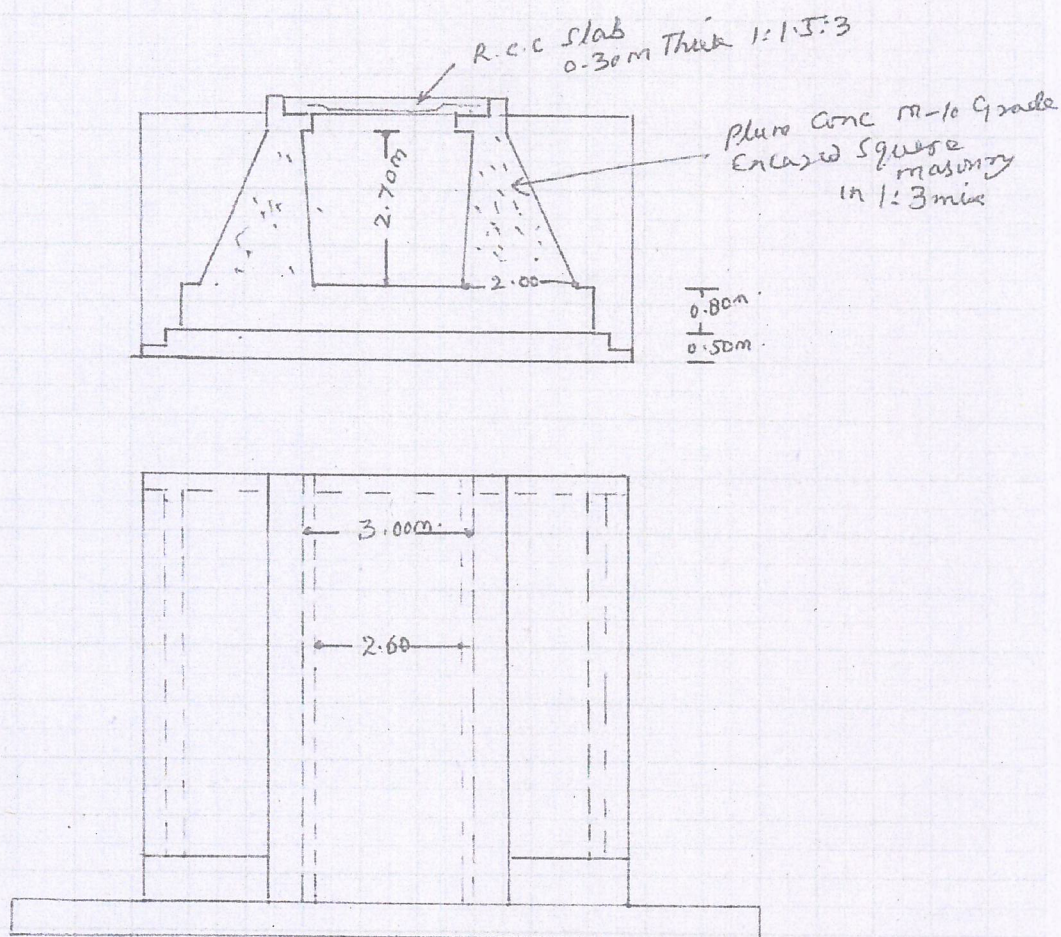 R.C.C Slab
0.30m Thick 1:1.5:3
Plum Conc M-10 Grade
Encased Square
masonry
in 1:3 mix
2.70m
2.00
0.80m
0.50m.
3.00m.
2.60